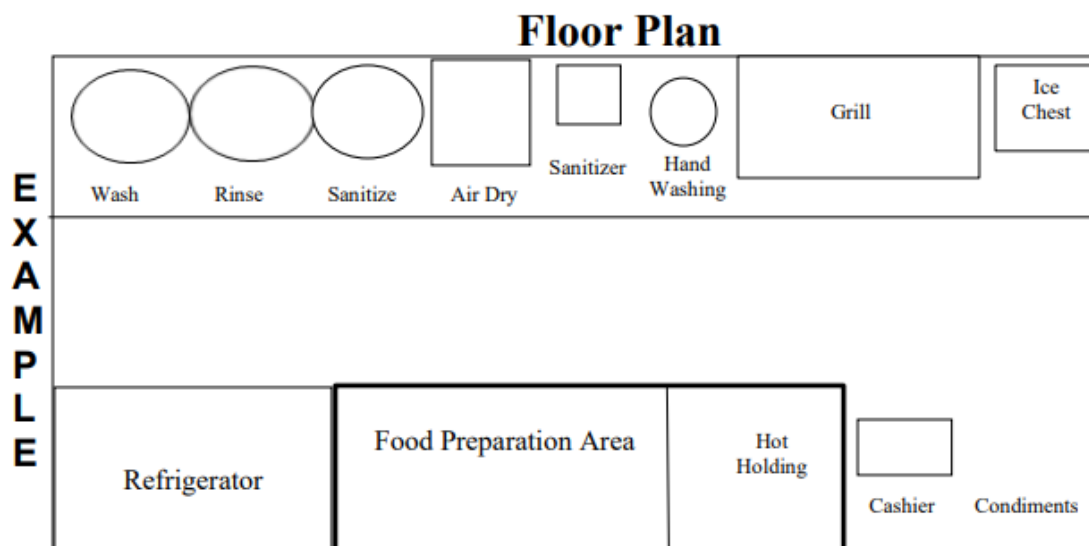 Floor Plan
EXAMPLE
Ice
Chest
Grill
Sanitizer
Hand
Washing
Wash
Rinse
Sanitize
Air Dry
Food Preparation Area
Hot
Holding
Refrigerator
Cashier
Condiments